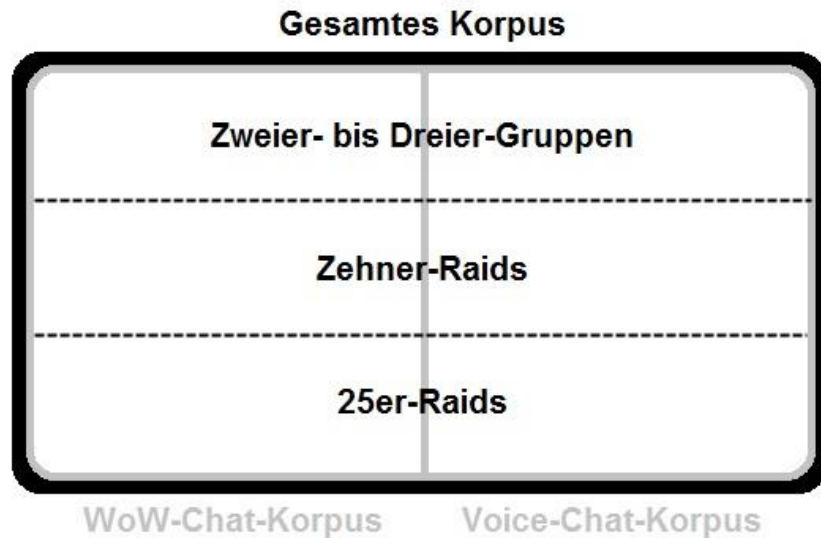 Gesamtes Korpus
Zweier- bis Dreier-Gruppen
Zehner-Raids
25er-Raids
WoW-Chat-Korpus Voice-Chat-Korpus